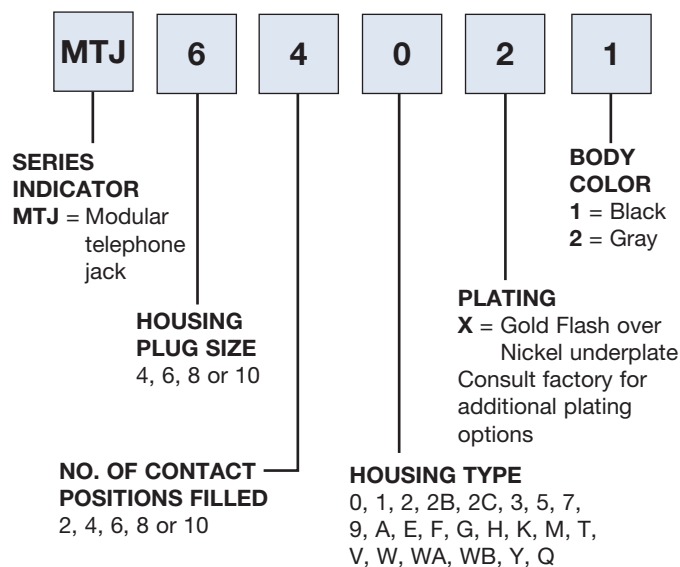 MTJ 6 4 0 2 1
SERIES
INDICATOR
MTJ = Modular
telephone
jack
HOUSING
PLUG SIZE
4, 6, 8 or 10
NO. OF CONTACT
POSITIONS FILLED
2, 4, 6, 8 or 10
HOUSING TYPE
0, 1, 2, 2B, 2C, 3, 5, 7,
9, A, E, F, G, H, K, M, T,
V, W, WA, WB, Y, Q
PLATING
X = Gold Flash over
Nickel underplate
Consult factory for
additional plating
options
BODY
COLOR
1 = Black
2 = Gray